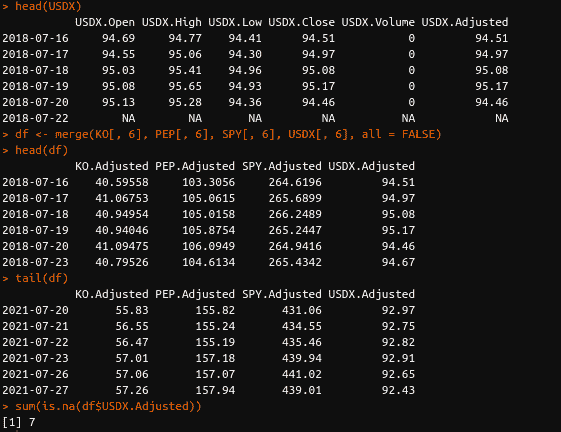 > head(USDX)
           USDX.Open USDX.High USDX.Low USDX.Close USDX.Volume USDX.Adjusted
2018-07-16     94.69     94.77    94.41      94.51           0         94.51
2018-07-17     94.55     95.06    94.30      94.97           0         94.97
2018-07-18     95.03     95.41    94.96      95.08           0         95.08
2018-07-19     95.08     95.65    94.93      95.17           0         95.17
2018-07-20     95.13     95.28    94.36      94.46           0         94.46
2018-07-22        NA        NA       NA         NA          NA            NA
> df <- merge(KO[, 6], PEP[, 6], SPY[, 6], USDX[, 6], all = FALSE)
> head(df)
           KO.Adjusted PEP.Adjusted SPY.Adjusted USDX.Adjusted
2018-07-16    40.59558     103.3056     264.6196         94.51
2018-07-17    41.06753     105.0615     265.6899         94.97
2018-07-18    40.94954     105.0158     266.2489         95.08
2018-07-19    40.94046     105.8754     265.2447         95.17
2018-07-20    41.09475     106.0949     264.9416         94.46
2018-07-23    40.79526     104.6134     265.4342         94.67
> tail(df)
           KO.Adjusted PEP.Adjusted SPY.Adjusted USDX.Adjusted
2021-07-20       55.83       155.82       431.06         92.97
2021-07-21       56.55       155.24       434.55         92.75
2021-07-22       56.47       155.19       435.46         92.82
2021-07-23       57.01       157.18       439.94         92.91
2021-07-26       57.06       157.07       441.02         92.65
2021-07-27       57.26       157.94       439.01         92.43
> sum(is.na(df$USDX.Adjusted))
[1] 7